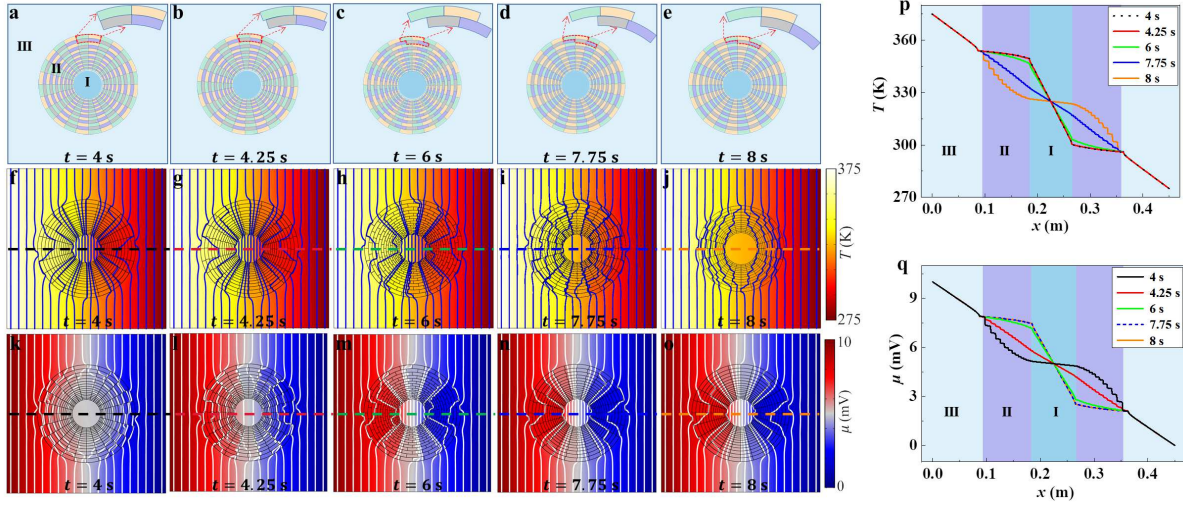 a
III
II
I
t = 4 s
b
t = 4.25 s
c
t = 6 s
d
t = 7.75 s
e
t = 8 s
f
t = 4 s
g
t = 4.25 s
h
t = 6 s
i
t = 7.75 s
j
t = 8 s
375
T (K)
275
k
t = 4 s
l
t = 4.25 s
m
t = 6 s
n
t = 7.75 s
o
t = 8 s
10
μ (mV)
0
p
T (K)
360
330
300
270
4 s
4.25 s
6 s
7.75 s
8 s
III
II
I
0.0
0.1
0.2
0.3
0.4
x (m)
q
μ (mV)
9
6
3
0
4 s
4.25 s
6 s
7.75 s
8 s
III
II
I
0.0
0.1
0.2
0.3
0.4
x (m)